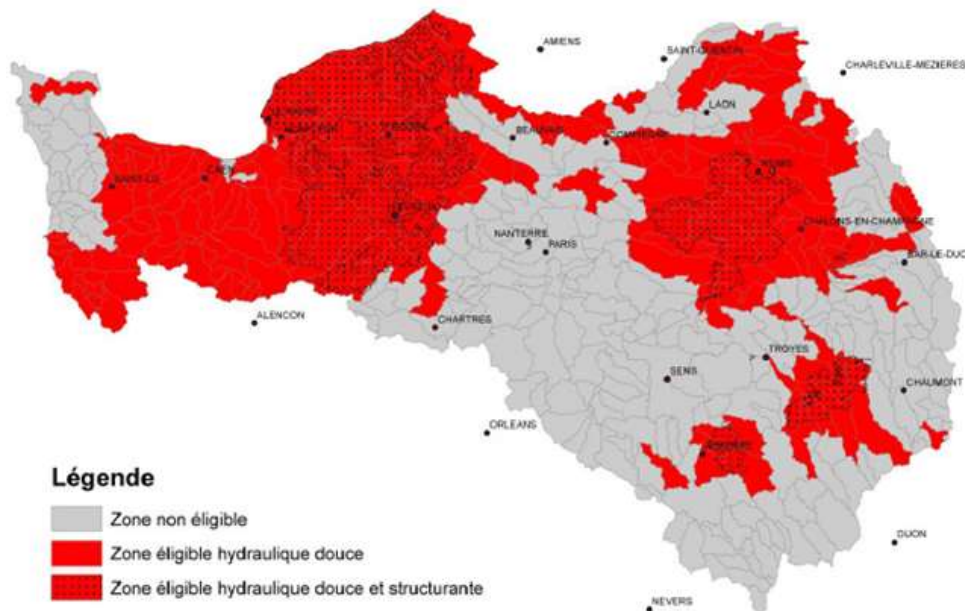 AMIENS
SAINT-QUENTIN
CHARLEVILLE-MEZIERES
LAON
BEAUVAIS
COMPIEGNE
ROUEN
REIMS
CAEN
SAINT-LO
EVREUX
CHALONS-EN-CHAMPAGNE
NANTERRE
PARIS
BAR-LE-DUC
ALENCON
CHARTRES
TROYES
SENS
CHAUMONT
ORLEANS
Légende
Zone non éligible
Zone éligible hydraulique douce
Zone éligible hydraulique douce et structurante
DIJON
NEVERS